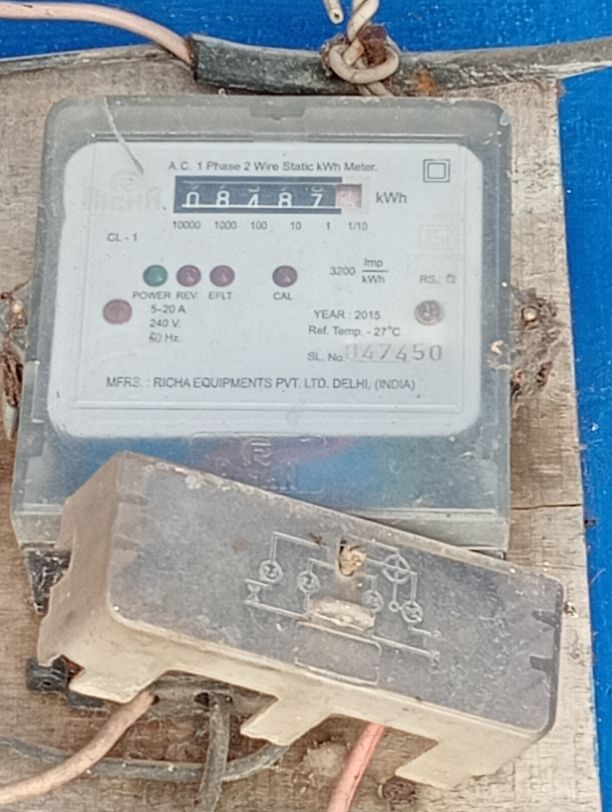 A.C. 1 Phase 2 Wire Static kWh Meter.
08487 kWh
10000 1000 100 10 1 1/10
CL - 1
3200 Imp/kWh
POWER REV. EFLT CAL
RS.:
5-20 A
240 V.
YEAR : 2015
50 Hz.
Ref. Temp. - 27°C
SL. No. 047450
MFRS. : RICHA EQUIPMENTS PVT. LTD. DELHI, (INDIA)